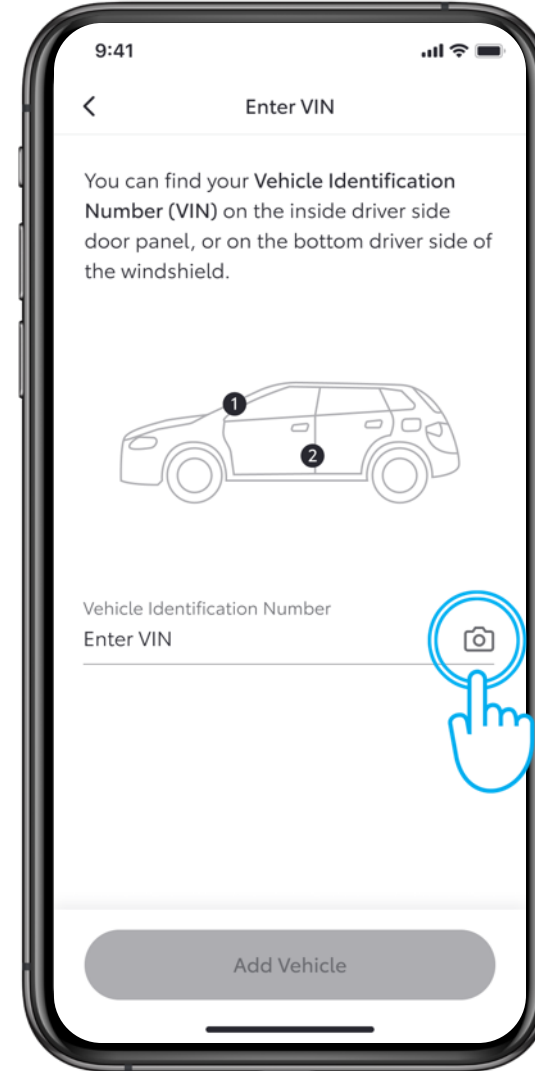 9:41
Enter VIN
You can find your Vehicle Identification
Number (VIN) on the inside driver side
door panel, or on the bottom driver side of
the windshield.
1
2
Vehicle Identification Number
Enter VIN
Add Vehicle